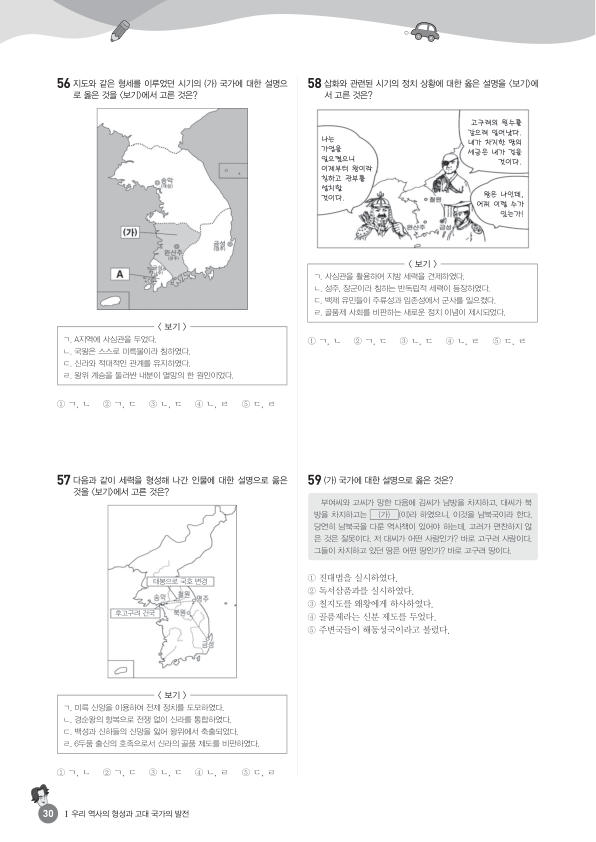 56 지도와 같은 형세를 이루었던 시기의 (가) 국가에 대한 설명으
로 옳은 것을 〈보기〉에서 고른 것은?
송악
(개성)
(가)
완산주
(전주)
금성
(경주)
A
〈 보기 〉
ㄱ. A지역에 사심관을 두었다.
ㄴ. 국왕은 스스로 미륵불이라 칭하였다.
ㄷ. 신라와 적대적인 관계를 유지하였다.
ㄹ. 왕위 계승을 둘러싼 내분이 멸망의 한 원인이었다.
① ㄱ, ㄴ ② ㄱ, ㄷ ③ ㄴ, ㄷ ④ ㄴ, ㄹ ⑤ ㄷ, ㄹ
57 다음과 같이 세력을 형성해 나간 인물에 대한 설명으로 옳은
것을 〈보기〉에서 고른 것은?
태봉으로 국호 변경
송악 철원 명주
후고구려 건국 북원
금성
〈 보기 〉
ㄱ. 미륵 신앙을 이용하여 전제 정치를 도모하였다.
ㄴ. 경순왕의 항복으로 전쟁 없이 신라를 통합하였다.
ㄷ. 백성과 신하들의 신망을 잃어 왕위에서 축출되었다.
ㄹ. 6두품 출신의 호족으로서 신라의 골품 제도를 비판하였다.
① ㄱ, ㄴ ② ㄱ, ㄷ ③ ㄴ, ㄷ ④ ㄴ, ㄹ ⑤ ㄷ, ㄹ
58 삽화와 관련된 시기의 정치 상황에 대한 옳은 설명을 〈보기〉에
서 고른 것은?
나는
가업을
일으켰으니
이제부터 왕이라
칭하고 관부를
설치할
것이다.
고구려의 원수를
갚으려 일어났다.
내가 차지한 땅의
세금은 내가 걷을
것이다.
왕은 나인데,
어찌 이럴 수가
있는가!
철원
완산주
금성
〈 보기 〉
ㄱ. 사심관을 활용하여 지방 세력을 견제하였다.
ㄴ. 성주, 장군이라 칭하는 반독립적 세력이 등장하였다.
ㄷ. 백제 유민들이 주류성과 임존성에서 군사를 일으켰다.
ㄹ. 골품제 사회를 비판하는 새로운 정치 이념이 제시되었다.
① ㄱ, ㄴ ② ㄱ, ㄷ ③ ㄴ, ㄷ ④ ㄴ, ㄹ ⑤ ㄷ, ㄹ
59 (가) 국가에 대한 설명으로 옳은 것은?
부여씨와 고씨가 망한 다음에 김씨가 남방을 차지하고, 대씨가 북
방을 차지하고는 (가) (이)라 하였으니, 이것을 남북국이라 한다.
당연히 남북국을 다룬 역사책이 있어야 하는데, 고려가 편찬하지 않
은 것은 잘못이다. 저 대씨가 어떤 사람인가? 바로 고구려 사람이다.
그들이 차지하고 있던 땅은 어떤 땅인가? 바로 고구려 땅이다.
① 진대법을 실시하였다.
② 독서삼품과를 실시하였다.
③ 칠지도를 왜왕에게 하사하였다.
④ 골품제라는 신분 제도를 두었다.
⑤ 주변국들이 해동성국이라고 불렀다.
30 Ⅰ 우리 역사의 형성과 고대 국가의 발전